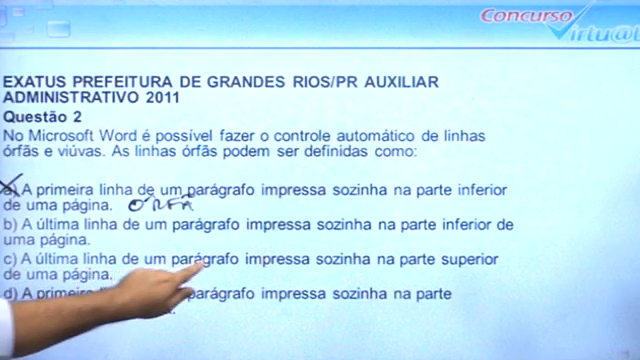 Concurso
Virtu@l
EXATUS PREFEITURA DE GRANDES RIOS/PR AUXILIAR
ADMINISTRATIVO 2011
Questão 2
No Microsoft Word é possível fazer o controle automático de linhas
órfãs e viúvas. As linhas órfãs podem ser definidas como:
a) A primeira linha de um parágrafo impressa sozinha na parte inferior
de uma página. ÓRFÃ
b) A última linha de um parágrafo impressa sozinha na parte inferior de
uma página.
c) A última linha de um parágrafo impressa sozinha na parte superior
de uma página.
d) A primeira parágrafo impressa sozinha na parte